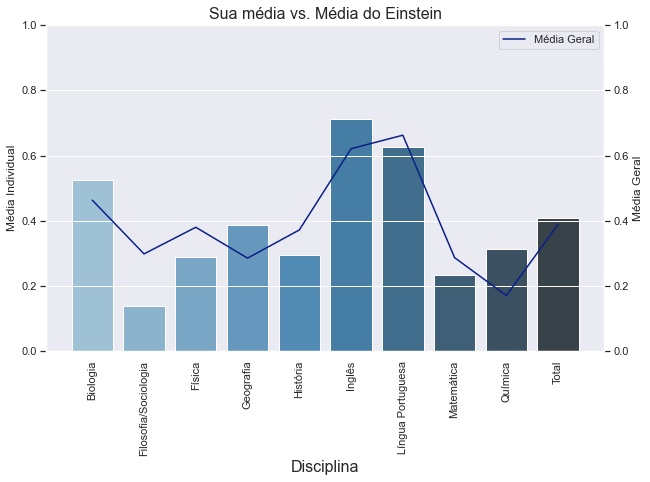 Sua média vs. Média do Einstein
Média Geral
1.0
0.8
0.6
0.4
0.2
0.0
Média Individual
1.0
0.8
0.6
0.4
0.2
0.0
Média Geral
Biologia
Filosofia/Sociologia
Física
Geografia
História
Inglês
Língua Portuguesa
Matemática
Química
Total
Disciplina